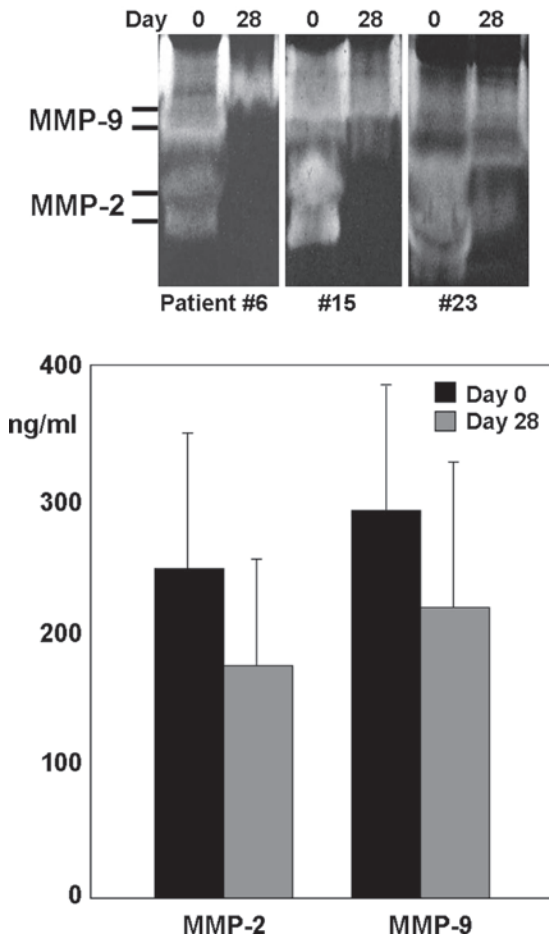 Day 0 28 0 28 0 28
MMP-9
MMP-2
Patient #6 #15 #23
400
ng/ml
Day 0
Day 28
300
200
100
0
MMP-2 MMP-9